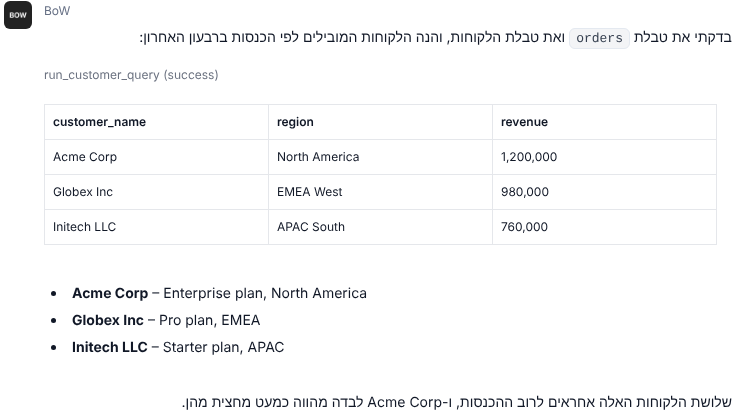 BOW
BoW
בדקתי את טבלת orders ואת טבלת הלקוחות, והנה הלקוחות המובילים לפי הכנסות ברבעון האחרון:
run_customer_query (success)
customer_name region revenue
Acme Corp North America 1,200,000
Globex Inc EMEA West 980,000
Initech LLC APAC South 760,000
• Acme Corp – Enterprise plan, North America
• Globex Inc – Pro plan, EMEA
• Initech LLC – Starter plan, APAC
שלושת הלקוחות האלה אחראים לרוב ההכנסות, ו-Acme Corp לבדה מהווה כמעט מחצית מהן.